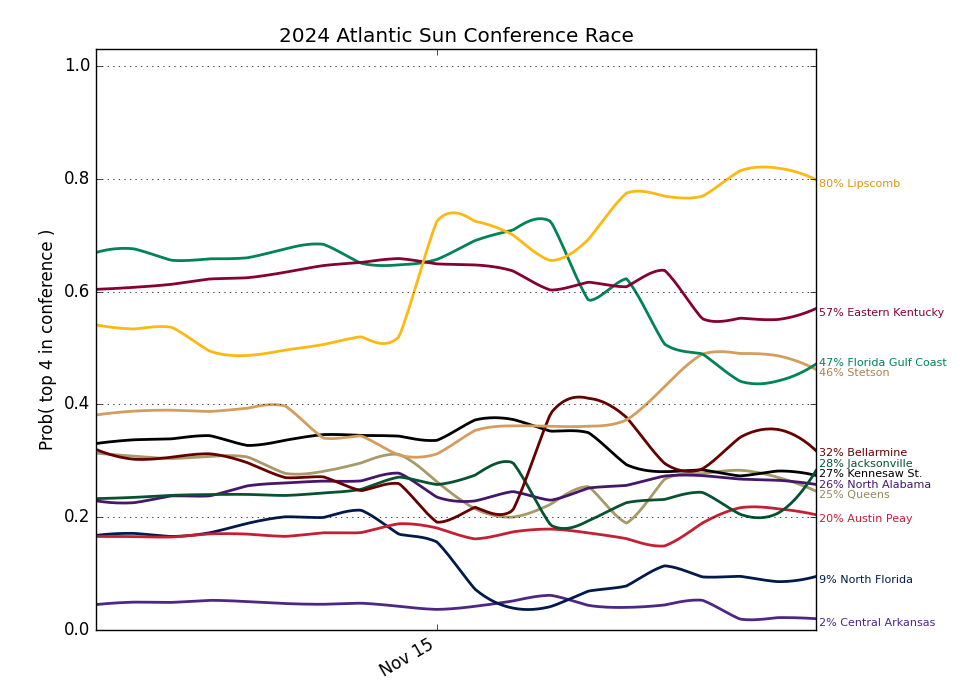 2024 Atlantic Sun Conference Race
Prob( top 4 in conference )
1.0
0.8
0.6
0.4
0.2
0.0
Nov 15
80% Lipscomb
57% Eastern Kentucky
47% Florida Gulf Coast
46% Stetson
32% Bellarmine
28% Jacksonville
27% Kennesaw St.
26% North Alabama
25% Queens
20% Austin Peay
9% North Florida
2% Central Arkansas